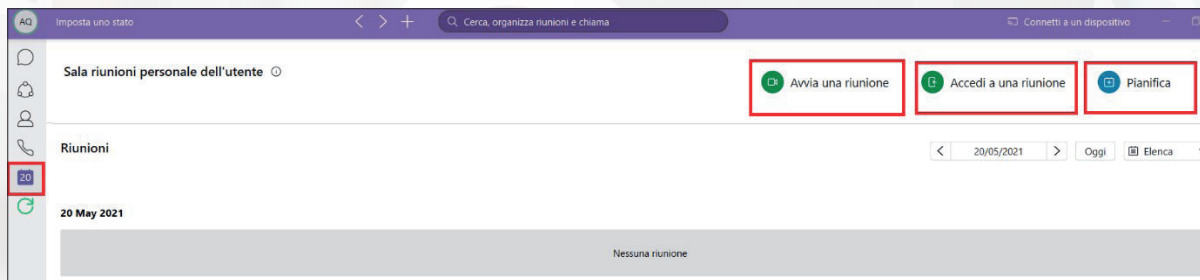 AQ Imposta uno stato Cerca, organizza riunioni e chiama Connetti a un dispositivo
Sala riunioni personale dell'utente
Avvia una riunione Accedi a una riunione Pianifica
Riunioni
20/05/2021 Oggi Elenca
20
20 May 2021
Nessuna riunione